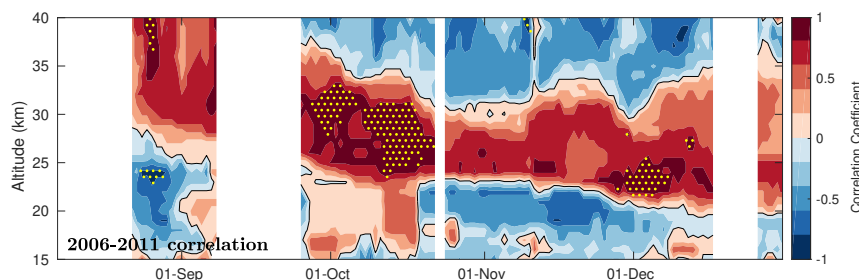 40
35
30
25
20
15
Altitude (km)
2006-2011 correlation
01-Sep
01-Oct
01-Nov
01-Dec
1
0.5
0
-0.5
-1
Correlation Coefficient